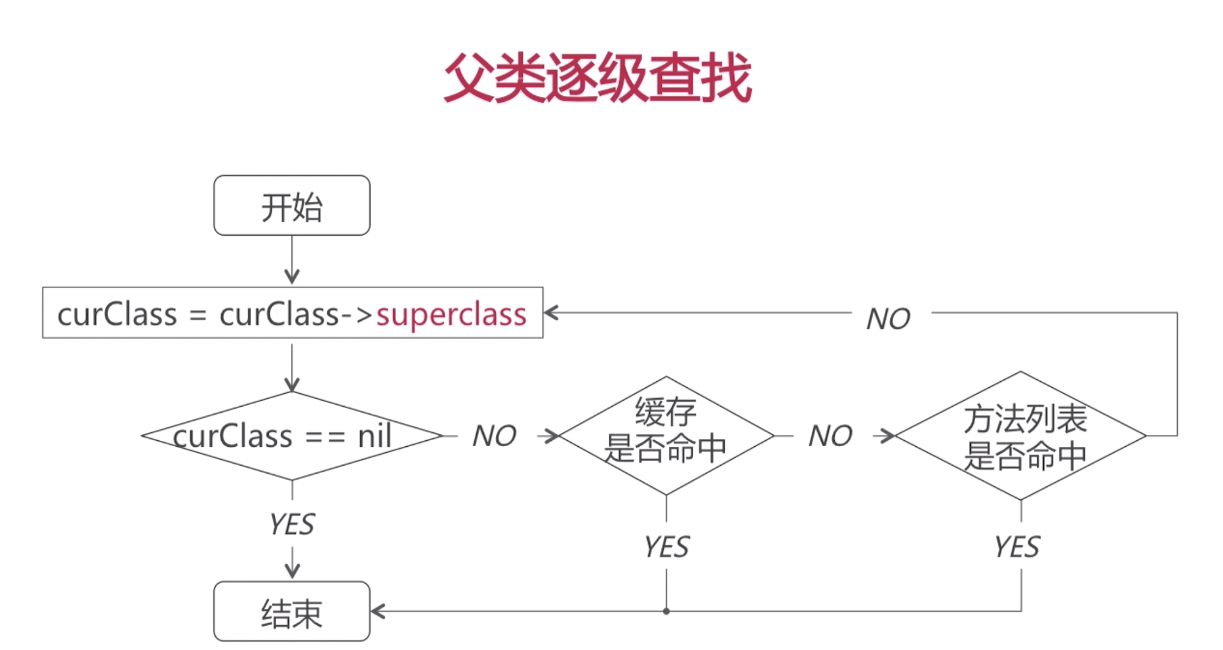 父类逐级查找
开始
curClass = curClass->superclass
NO
curClass == nil
NO
缓存
是否命中
NO
方法列表
是否命中
YES
YES
YES
结束